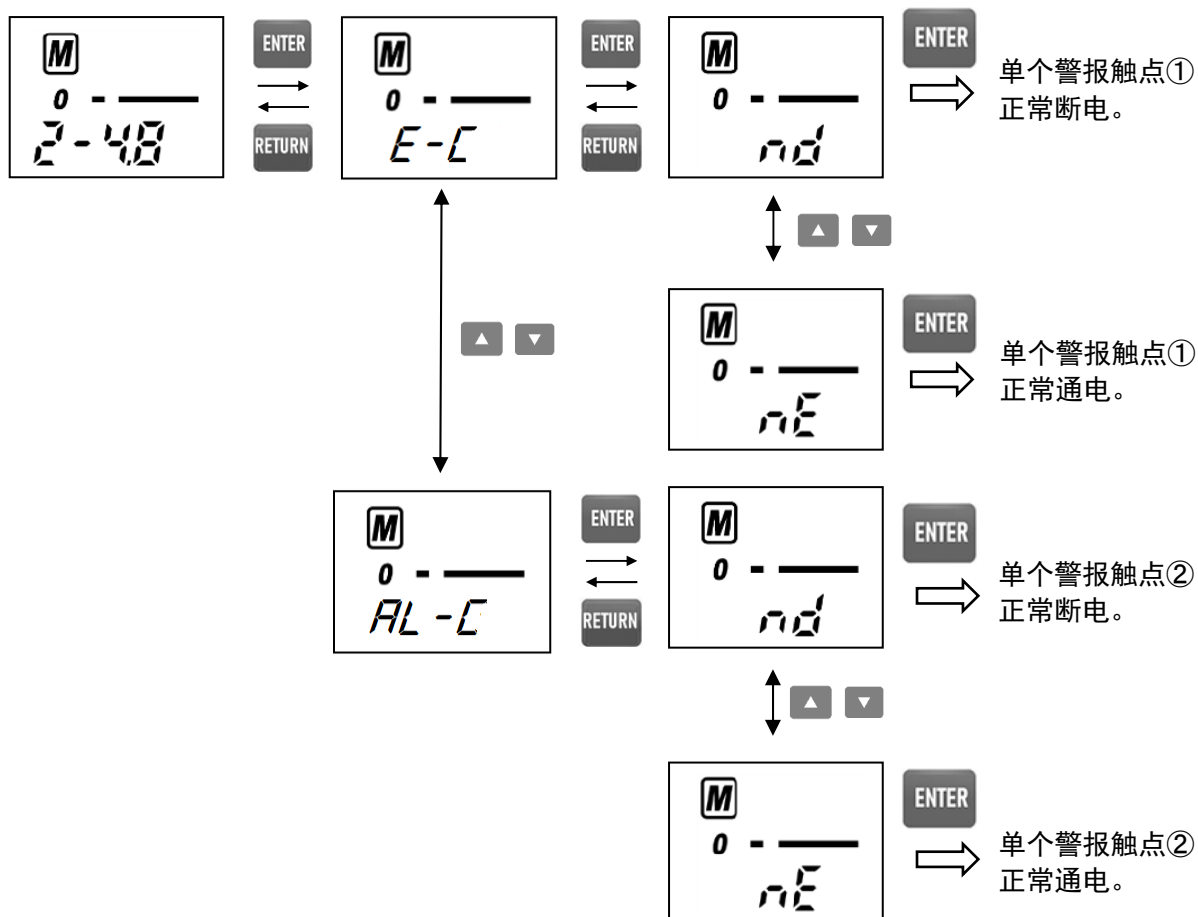 M
0
2-4.8
ENTER
RETURN
M
0
E-C
ENTER
RETURN
M
0
nd
ENTER
单个警报触点①
正常断电。
M
0
nE
ENTER
单个警报触点①
正常通电。
M
0
AL-C
ENTER
RETURN
M
0
nd
ENTER
单个警报触点②
正常断电。
M
0
nE
ENTER
单个警报触点②
正常通电。